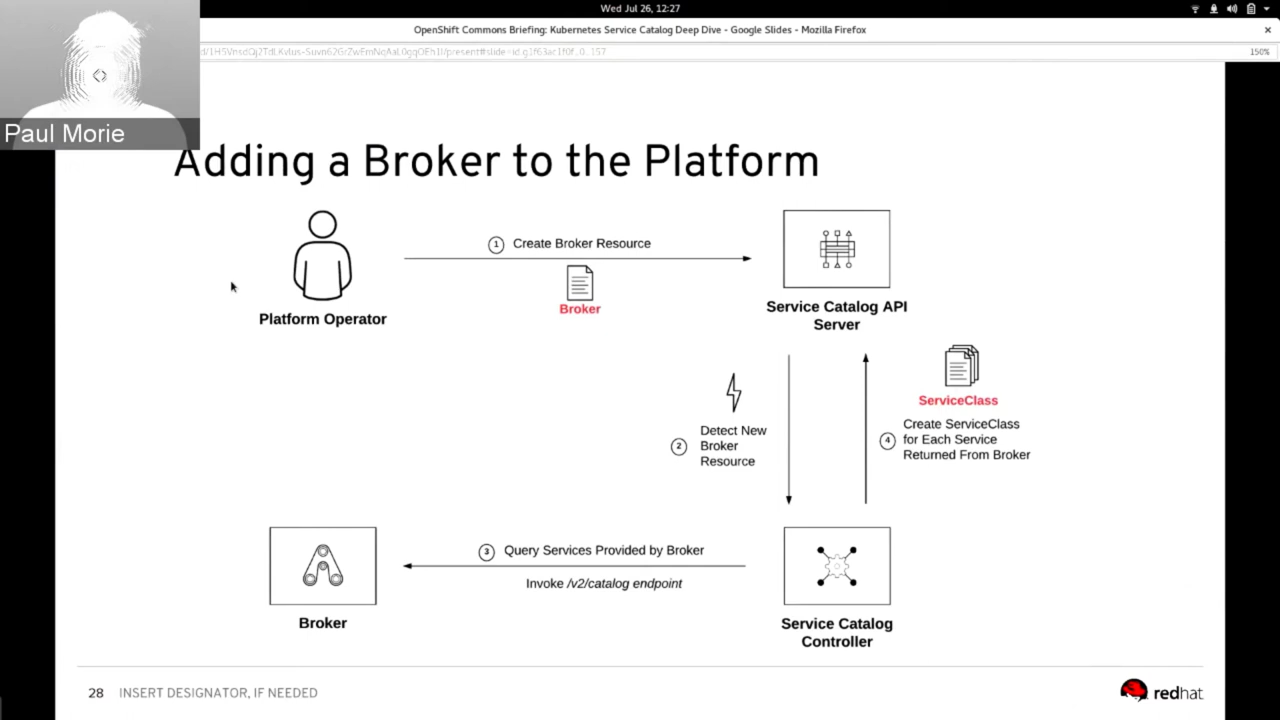 Wed Jul 26, 12:27
OpenShift Commons Briefing: Kubernetes Service Catalog Deep Dive - Google Slides - Mozilla Firefox
150%
Paul Morie
Adding a Broker to the Platform
1 Create Broker Resource
Broker
Platform Operator
Service Catalog API
Server
2 Detect New
Broker
Resource
ServiceClass
4 Create ServiceClass
for Each Service
Returned From Broker
3 Query Services Provided by Broker
Invoke /v2/catalog endpoint
Broker
Service Catalog
Controller
28 INSERT DESIGNATOR, IF NEEDED
redhat